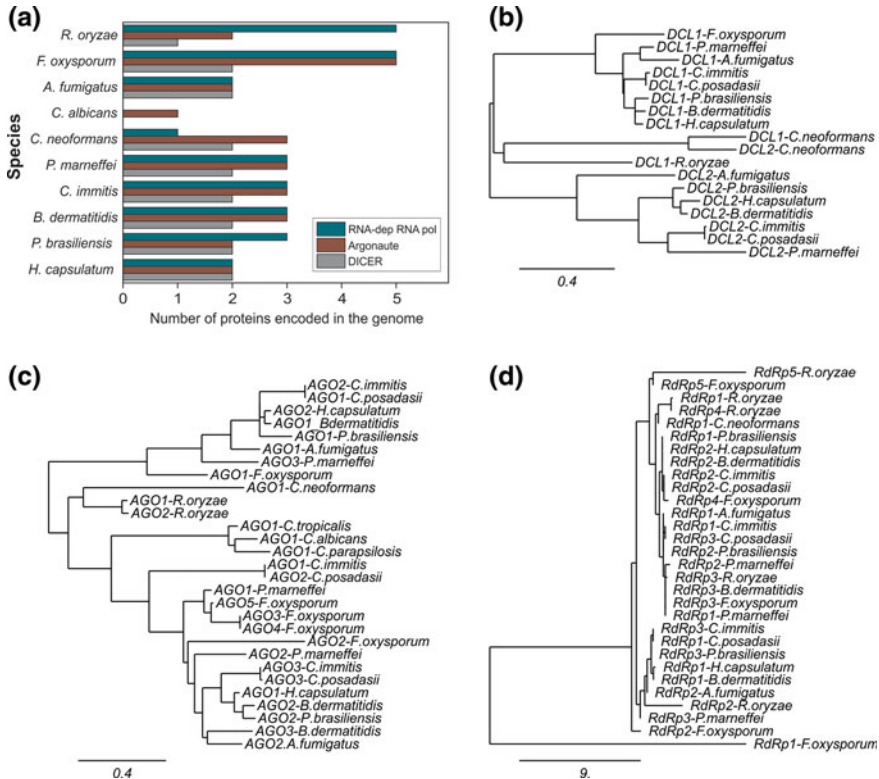 (a)
Species
R. oryzae
F. oxysporum
A. fumigatus
C. albicans
C. neoformans
P. marneffei
C. immitis
B. dermatitidis
P. brasiliensis
H. capsulatum
RNA-dep RNA pol
Argonaute
DICER
0 1 2 3 4 5
Number of proteins encoded in the genome
(b)
DCL1-F.oxysporum
DCL1-P.marneffei
DCL1-A.fumigatus
DCL1-C.immitis
DCL1-C.posadasii
DCL1-P.brasiliensis
DCL1-B.dermatitidis
DCL1-H.capsulatum
DCL1-C.neoformans
DCL2-C.neoformans
DCL1-R.oryzae
DCL2-A.fumigatus
DCL2-P.brasiliensis
DCL2-H.capsulatum
DCL2-B.dermatitidis
DCL2-C.immitis
DCL2-C.posadasii
DCL2-P.marneffei
0.4
(c)
AGO2-C.immitis
AGO1-C.posadasii
AGO2-H.capsulatum
AGO1_Bdermatitidis
AGO1-P.brasiliensis
AGO1-A.fumigatus
AGO3-P.marneffei
AGO1-F.oxysporum
AGO1-C.neoformans
AGO1-R.oryzae
AGO2-R.oryzae
AGO1-C.tropicalis
AGO1-C.albicans
AGO1-C.parapsilosis
AGO1-C.immitis
AGO2-C.posadasii
AGO1-P.marneffei
AGO5-F.oxysporum
AGO3-F.oxysporum
AGO4-F.oxysporum
AGO2-F.oxysporum
AGO2-P.marneffei
AGO3-C.immitis
AGO3-C.posadasii
AGO1-H.capsulatum
AGO2-B.dermatitidis
AGO2-P.brasiliensis
AGO3-B.dermatitidis
AGO2.A.fumigatus
0.4
(d)
RdRp5-R.oryzae
RdRp5-F.oxysporum
RdRp1-R.oryzae
RdRp4-R.oryzae
RdRp1-C.neoformans
RdRp1-P.brasiliensis
RdRp2-H.capsulatum
RdRp2-B.dermatitidis
RdRp2-C.immitis
RdRp2-C.posadasii
RdRp4-F.oxysporum
RdRp1-A.fumigatus
RdRp1-C.immitis
RdRp3-C.posadasii
RdRp2-P.brasiliensis
RdRp2-P.marneffei
RdRp3-R.oryzae
RdRp3-B.dermatitidis
RdRp3-F.oxysporum
RdRp1-P.marneffei
RdRp3-C.immitis
RdRp1-C.posadasii
RdRp3-P.brasiliensis
RdRp1-H.capsulatum
RdRp1-B.dermatitidis
RdRp2-A.fumigatus
RdRp2-R.oryzae
RdRp3-P.marneffei
RdRp2-F.oxysporum
RdRp1-F.oxysporum
9.